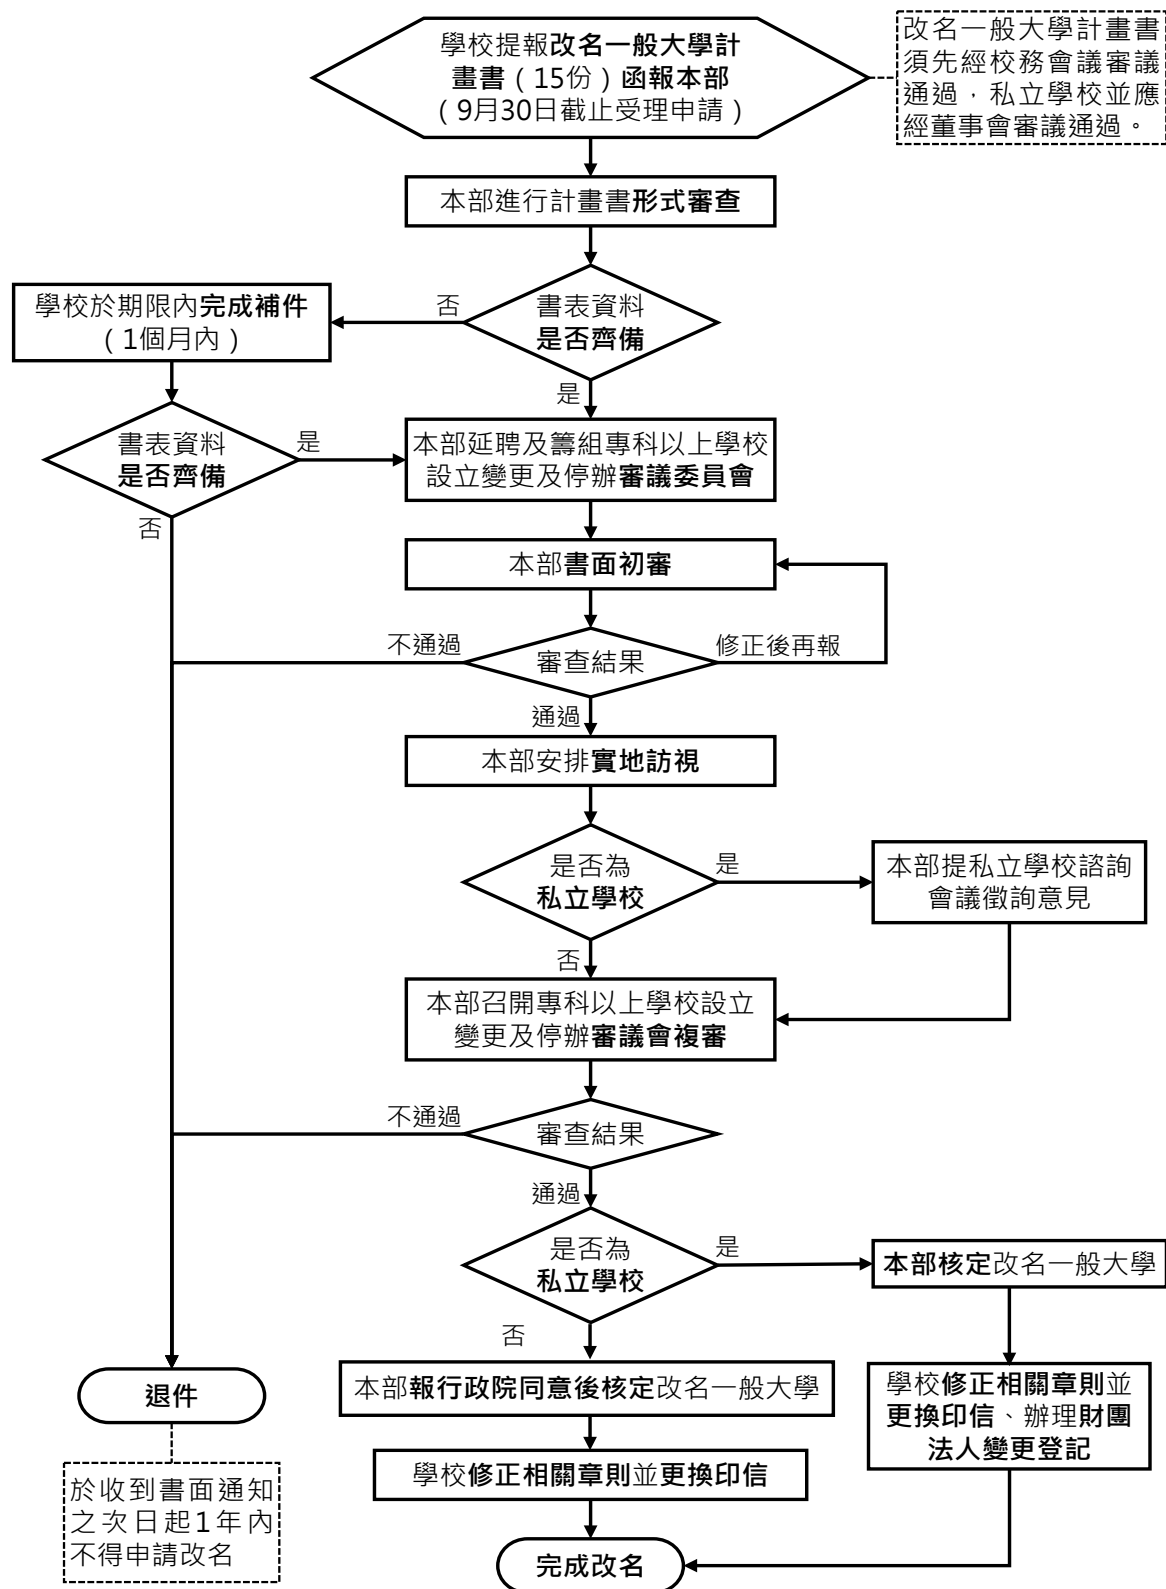 學校提報改名一般大學計
畫書（15份）函報本部
（9月30日截止受理申請）
改名一般大學計畫書
須先經校務會議審議
通過，私立學校並應
經董事會審議通過。
本部進行計畫書形式審查
書表資料
是否齊備
否
學校於期限內完成補件
（1個月內）
是
書表資料
是否齊備
是
否
本部延聘及籌組專科以上學校
設立變更及停辦審議委員會
本部書面初審
審查結果
不通過
修正後再報
通過
本部安排實地訪視
是否為
私立學校
是
本部提私立學校諮詢
會議徵詢意見
否
本部召開專科以上學校設立
變更及停辦審議會複審
審查結果
不通過
通過
是否為
私立學校
是
本部核定改名一般大學
否
本部報行政院同意後核定改名一般大學
學校修正相關章則並
更換印信、辦理財團
法人變更登記
學校修正相關章則並更換印信
完成改名
退件
於收到書面通知
之次日起1年內
不得申請改名